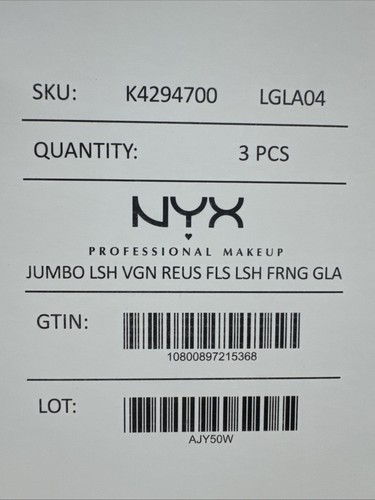 SKU: K4294700 LGLA04
QUANTITY: 3 PCS
NYX
PROFESSIONAL MAKEUP
JUMBO LSH VGN REUS FLS LSH FRNG GLA
GTIN:
10800897215368
LOT:
AJY50W